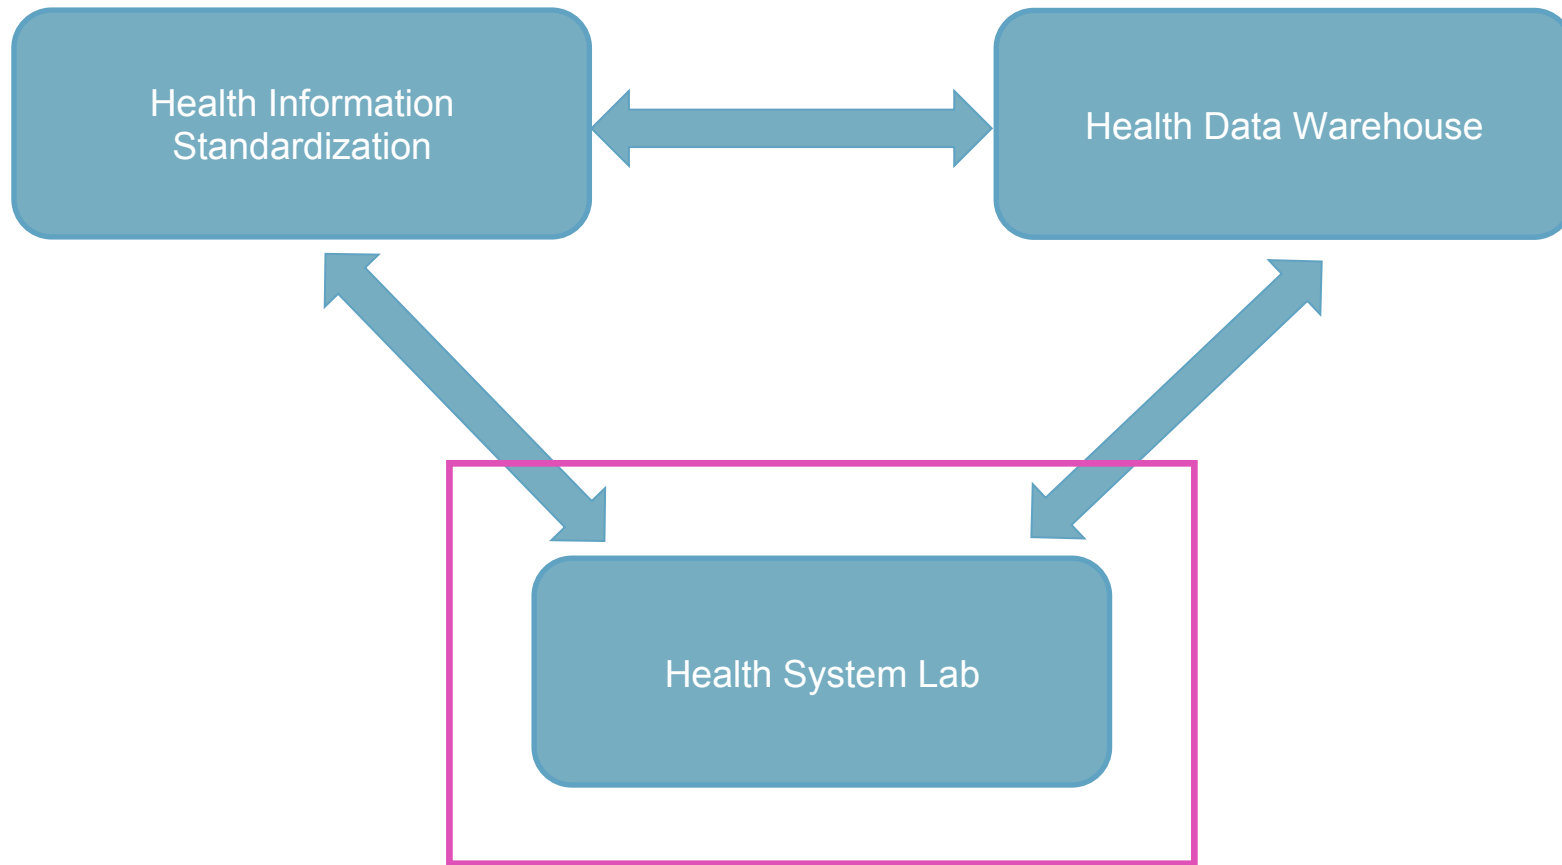 Health Information
Standardization
Health Data Warehouse
Health System Lab